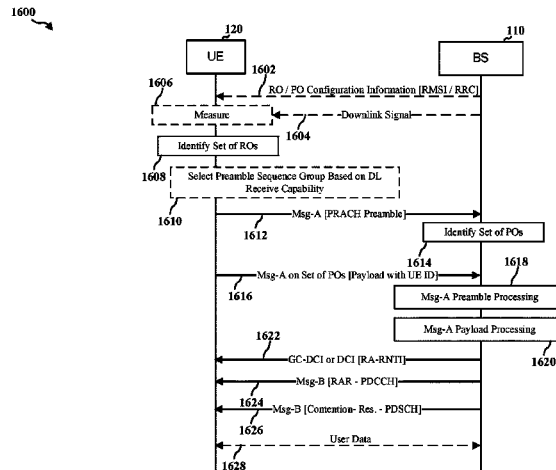 1600
120
110
UE
BS
1602
RO / PO Configuration Information [RMSI / RRC]
1606
Measure
Downlink Signal
1604
Identify Set of ROs
1608
Select Preamble Sequence Group Based on DL
Receive Capability
1610
Msg-A [PRACH Preamble]
1612
Identify Set of POs
1614
Msg-A on Set of POs [Payload with UE ID]
1616
1618
Msg-A Preamble Processing
Msg-A Payload Processing
1620
1622
GC-DCI or DCI [RA-RNTI]
Msg-B [RAR - PDCCH]
1624
Msg-B [Contention- Res. - PDSCH]
1626
User Data
1628